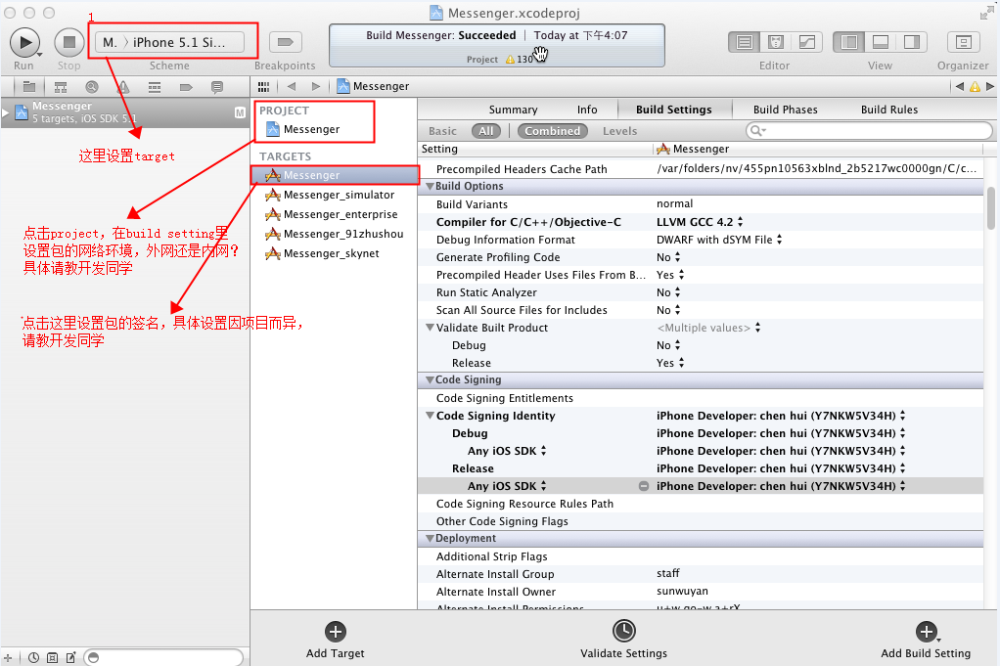 Messenger.xcodeproj
1
M. 〉iPhone 5.1 Si...
Build Messenger: Succeeded | Today at 下午4:07
Project 130
Run
Stop
Scheme
Breakpoints
Editor
View
Organizer
Messenger
Messenger
5 targets, iOS SDK 5.1
M
这里设置target
点击project，在build setting里
设置包的网络环境，外网还是内网？
具体请教开发同学
点击这里设置包的签名，具体设置因项目而异，
请教开发同学
PROJECT
Messenger
TARGETS
Messenger
Messenger_simulator
Messenger_enterprise
Messenger_91zhushou
Messenger_skynet
Summary
Info
Build Settings
Build Phases
Build Rules
Basic
All
Combined
Levels
Setting
Messenger
Precompiled Headers Cache Path /var/folders/nv/455pn10563xblnd_2b5217wc0000gn/C/c...
Build Options
Build Variants normal
Compiler for C/C++/Objective-C LLVM GCC 4.2
Debug Information Format DWARF with dSYM File
Generate Profiling Code No
Precompiled Header Uses Files From B... Yes
Run Static Analyzer No
Scan All Source Files for Includes No
Validate Built Product <Multiple values>
Debug No
Release Yes
Code Signing
Code Signing Entitlements
Code Signing Identity iPhone Developer: chen hui (Y7NKW5V34H)
Debug iPhone Developer: chen hui (Y7NKW5V34H)
Any iOS SDK iPhone Developer: chen hui (Y7NKW5V34H)
Release iPhone Developer: chen hui (Y7NKW5V34H)
Any iOS SDK iPhone Developer: chen hui (Y7NKW5V34H)
Code Signing Resource Rules Path
Other Code Signing Flags
Deployment
Additional Strip Flags
Alternate Install Group staff
Alternate Install Owner sunwuyan
Alternate Install Permissions u+w,go-w,a+rX
Add Target
Validate Settings
Add Build Setting